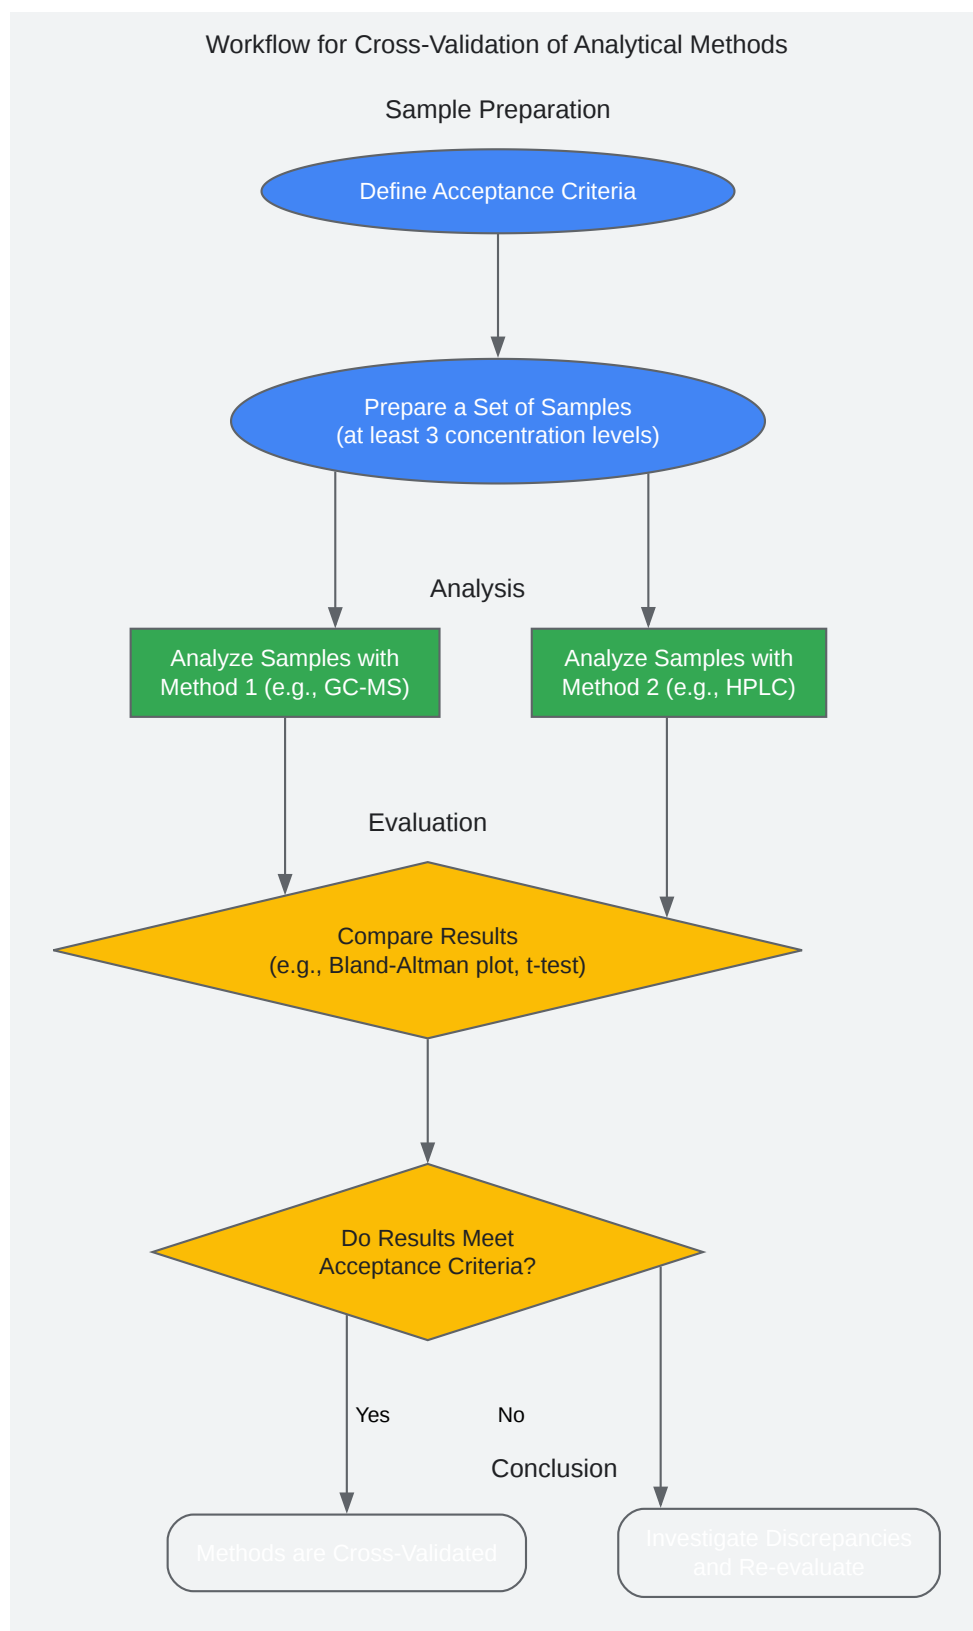 Workflow for Cross-Validation of Analytical Methods
Sample Preparation
Define Acceptance Criteria
Prepare a Set of Samples
(at least 3 concentration levels)
Analysis
Analyze Samples with
Method 1 (e.g., GC-MS)
Analyze Samples with
Method 2 (e.g., HPLC)
Evaluation
Compare Results
(e.g., Bland-Altman plot, t-test)
Do Results Meet
Acceptance Criteria?
Yes
No
Conclusion
Methods are Cross-Validated
Investigate Discrepancies
and Re-evaluate